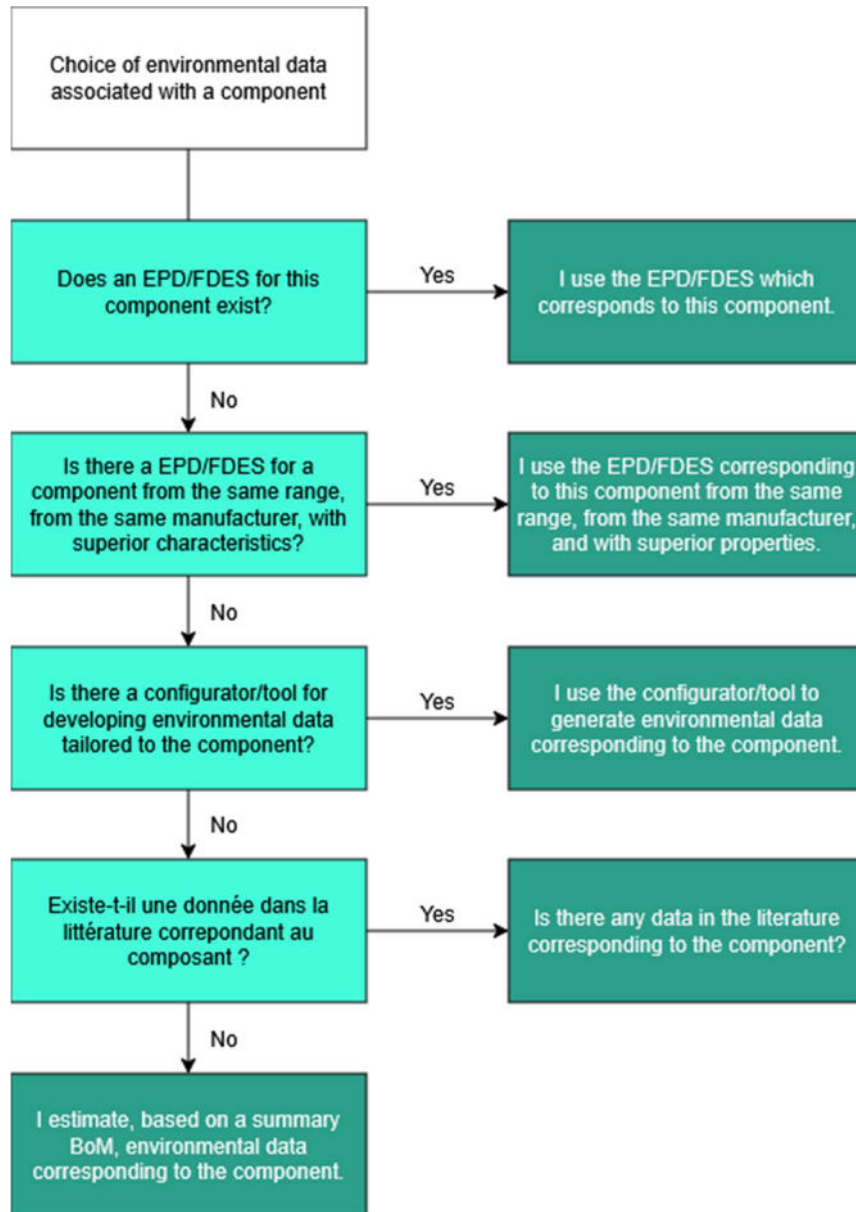 Choice of environmental data
associated with a component
Does an EPD/FDES for this
component exist?
Yes
I use the EPD/FDES which
corresponds to this component.
No
Is there a EPD/FDES for a
component from the same range,
from the same manufacturer, with
superior characteristics?
Yes
I use the EPD/FDES corresponding
to this component from the same
range, from the same manufacturer,
and with superior properties.
No
Is there a configurator/tool for
developing environmental data
tailored to the component?
Yes
I use the configurator/tool to
generate environmental data
corresponding to the component.
No
Existe-t-il une donnée dans la
littérature correpondant au
composant ?
Yes
Is there any data in the literature
corresponding to the component?
No
I estimate, based on a summary
BoM, environmental data
corresponding to the component.